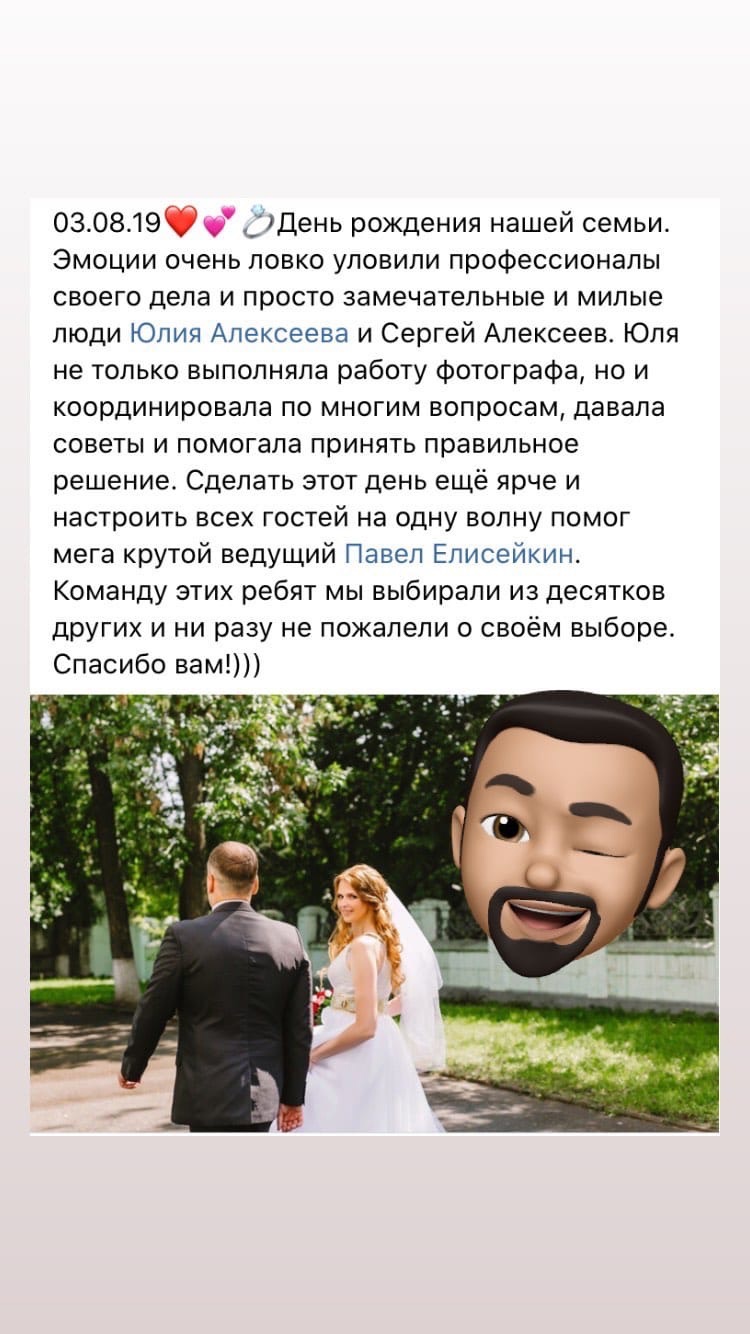 03.08.19❤️💕💍День рождения нашей семьи.
Эмоции очень ловко уловили профессионалы
своего дела и просто замечательные и милые
люди Юлия Алексеева и Сергей Алексеев. Юля
не только выполняла работу фотографа, но и
координировала по многим вопросам, давала
советы и помогала принять правильное
решение. Сделать этот день ещё ярче и
настроить всех гостей на одну волну помог
мега крутой ведущий Павел Елисейкин.
Команду этих ребят мы выбирали из десятков
других и ни разу не пожалели о своём выборе.
Спасибо вам!)))